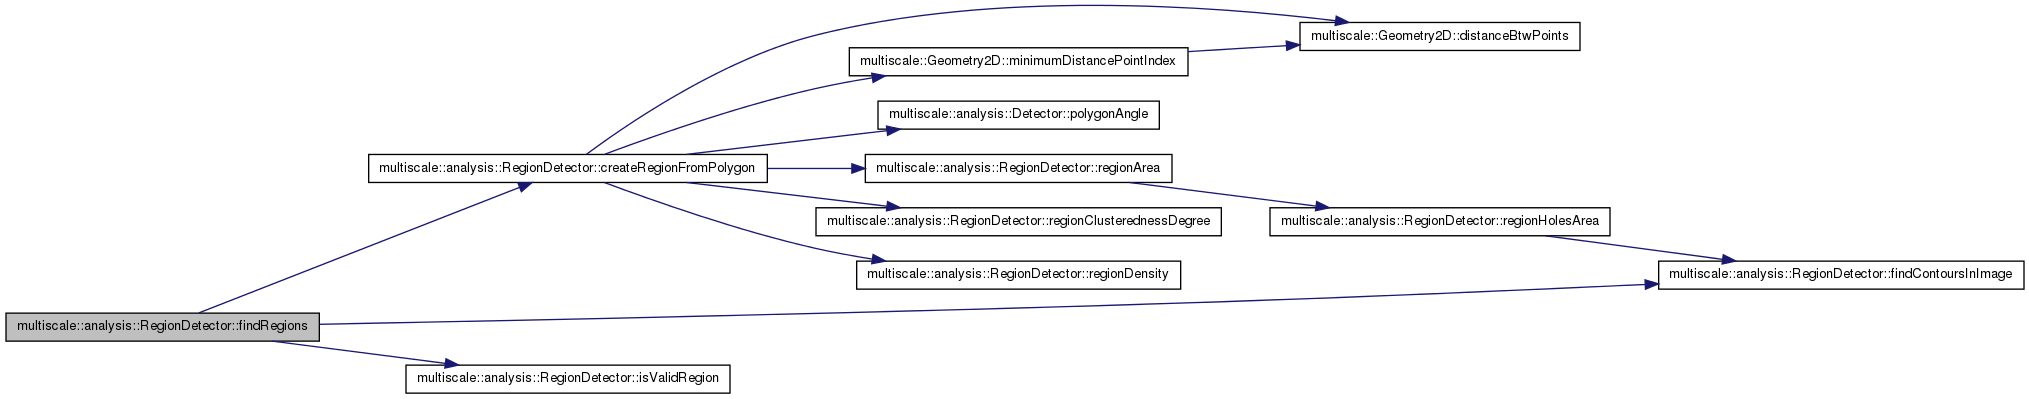 multiscale::Geometry2D::distanceBtwPoints
multiscale::Geometry2D::minimumDistancePointIndex
multiscale::analysis::Detector::polygonAngle
multiscale::analysis::RegionDetector::createRegionFromPolygon
multiscale::analysis::RegionDetector::regionArea
multiscale::analysis::RegionDetector::regionClusterednessDegree
multiscale::analysis::RegionDetector::regionHolesArea
multiscale::analysis::RegionDetector::regionDensity
multiscale::analysis::RegionDetector::findContoursInImage
multiscale::analysis::RegionDetector::findRegions
multiscale::analysis::RegionDetector::isValidRegion